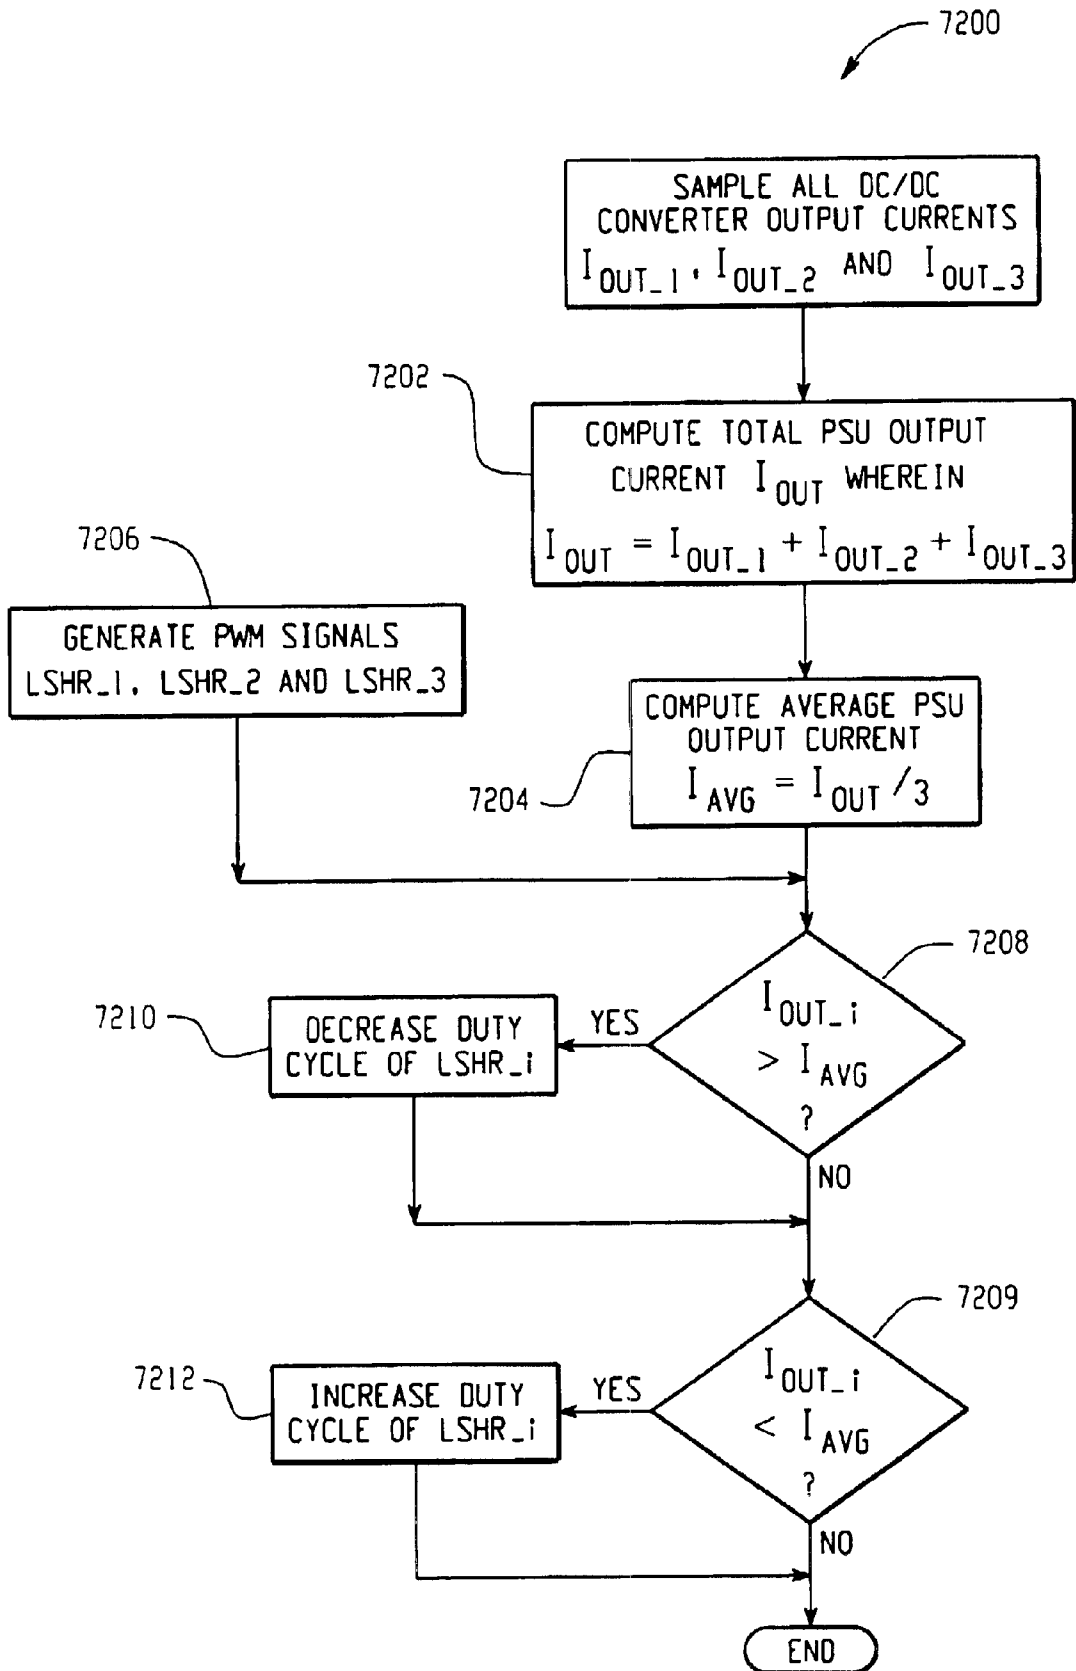 7200
SAMPLE ALL DC/DC
CONVERTER OUTPUT CURRENTS
I OUT_1, I OUT_2 AND I OUT_3
7202
COMPUTE TOTAL PSU OUTPUT
CURRENT I OUT WHEREIN
I OUT = I OUT_1 + I OUT_2 + I OUT_3
7206
GENERATE PWM SIGNALS
LSHR_1, LSHR_2 AND LSHR_3
COMPUTE AVERAGE PSU
OUTPUT CURRENT
I AVG = I OUT /3
7204
7208
I OUT_i
> I AVG
?
YES
NO
7210
DECREASE DUTY
CYCLE OF LSHR_i
7209
I OUT_i
< I AVG
?
YES
NO
7212
INCREASE DUTY
CYCLE OF LSHR_i
END